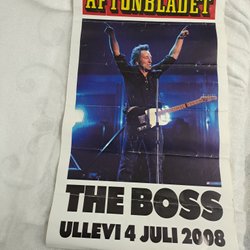 AFTONBLADET
THE BOSS
ULLEVI 4 JULI 2008